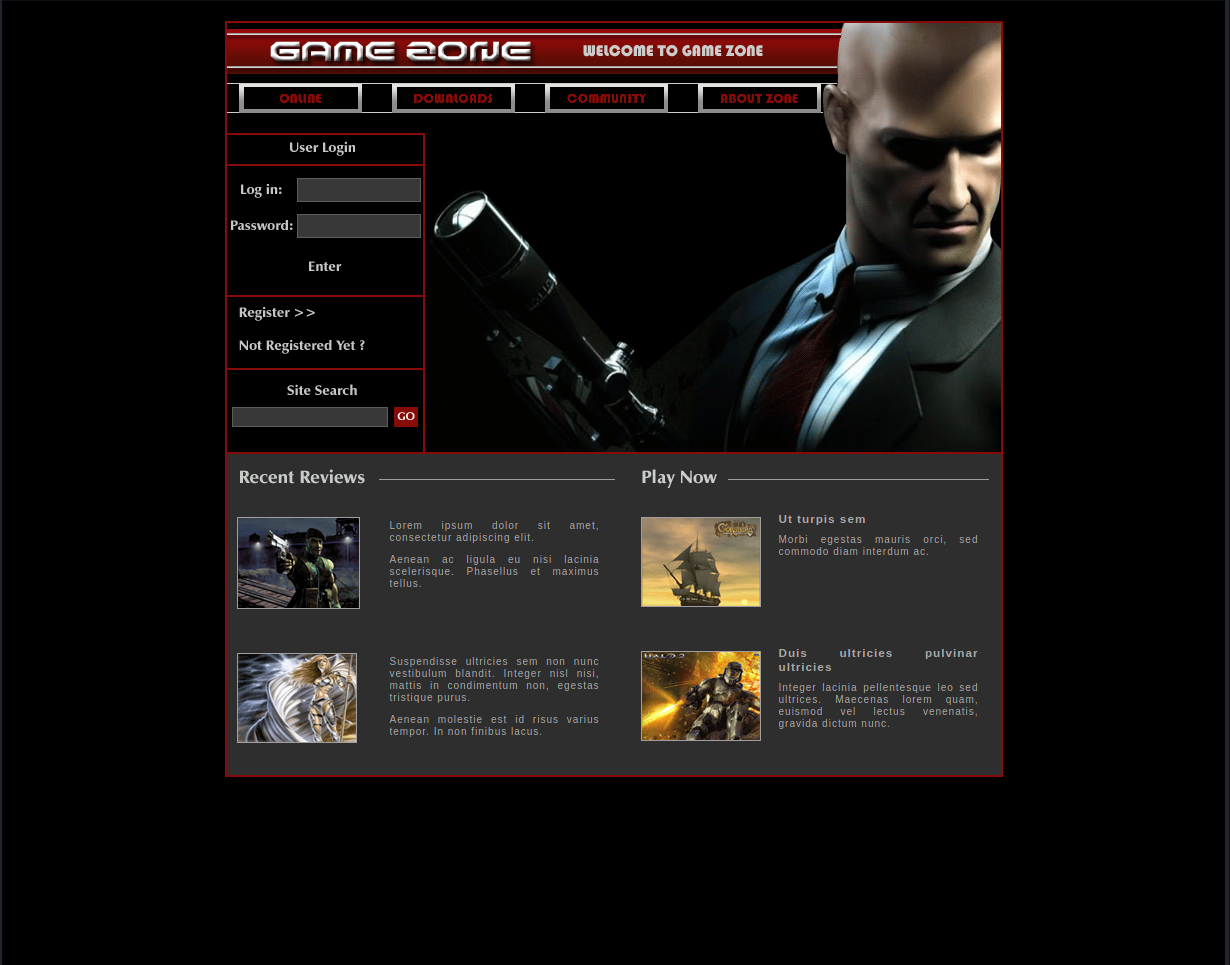 GAME ZONE
WELCOME TO GAME ZONE
ONLINE
DOWNLOADS
COMMUNITY
ABOUT ZONE
User Login
Log in:
Password:
Enter
Register >>
Not Registered Yet ?
Site Search
GO
Recent Reviews
Lorem ipsum dolor sit amet,
consectetur adipiscing elit.
Aenean ac ligula eu nisi lacinia
scelerisque. Phasellus et maximus
tellus.
Suspendisse ultricies sem non nunc
vestibulum blandit. Integer nisl nisi,
mattis in condimentum non, egestas
tristique purus.
Aenean molestie est id risus varius
tempor. In non finibus lacus.
Play Now
Ut turpis sem
Morbi egestas mauris orci, sed
commodo diam interdum ac.
HALO 2
Duis ultricies pulvinar
ultricies
Integer lacinia pellentesque leo sed
ultrices. Maecenas lorem quam,
euismod vel lectus venenatis,
gravida dictum nunc.